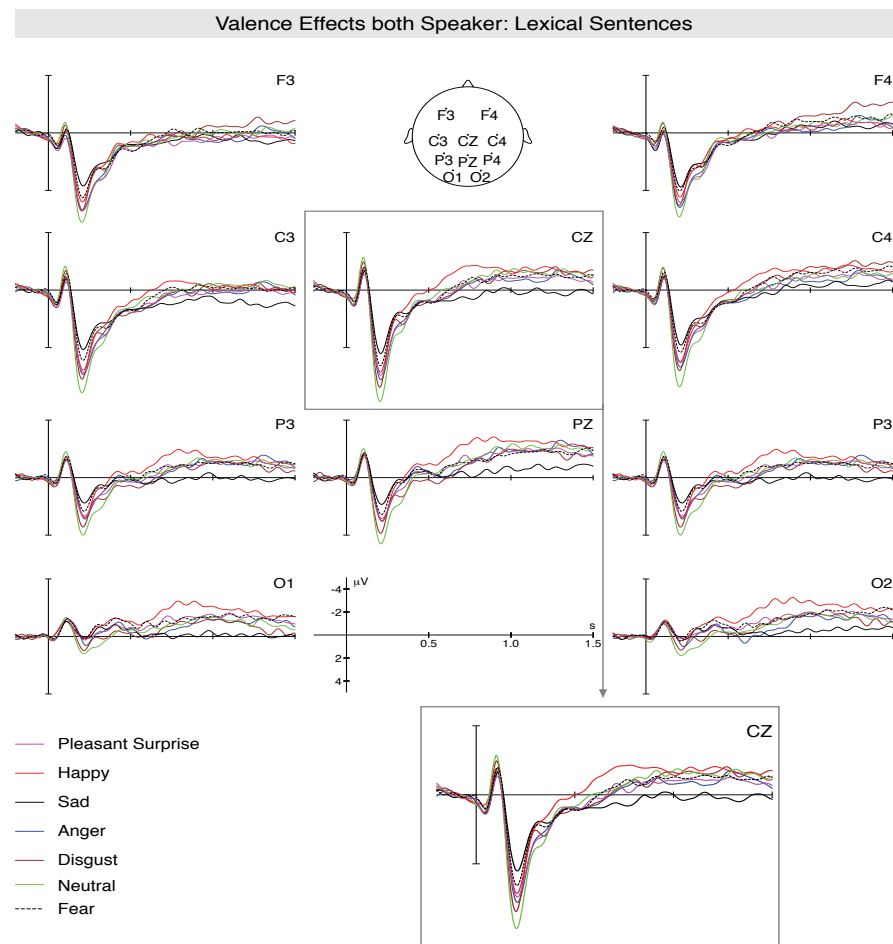 Valence Effects both Speaker: Lexical Sentences
F3
F4
F3 F4
C3 CZ C4
P3 PZ P4
O1 O2
C3
CZ
C4
P3
PZ
P3
O1
O2
µV
-4
-2
2
4
0.5
1.0
1.5
s
CZ
Pleasant Surprise
Happy
Sad
Anger
Disgust
Neutral
Fear